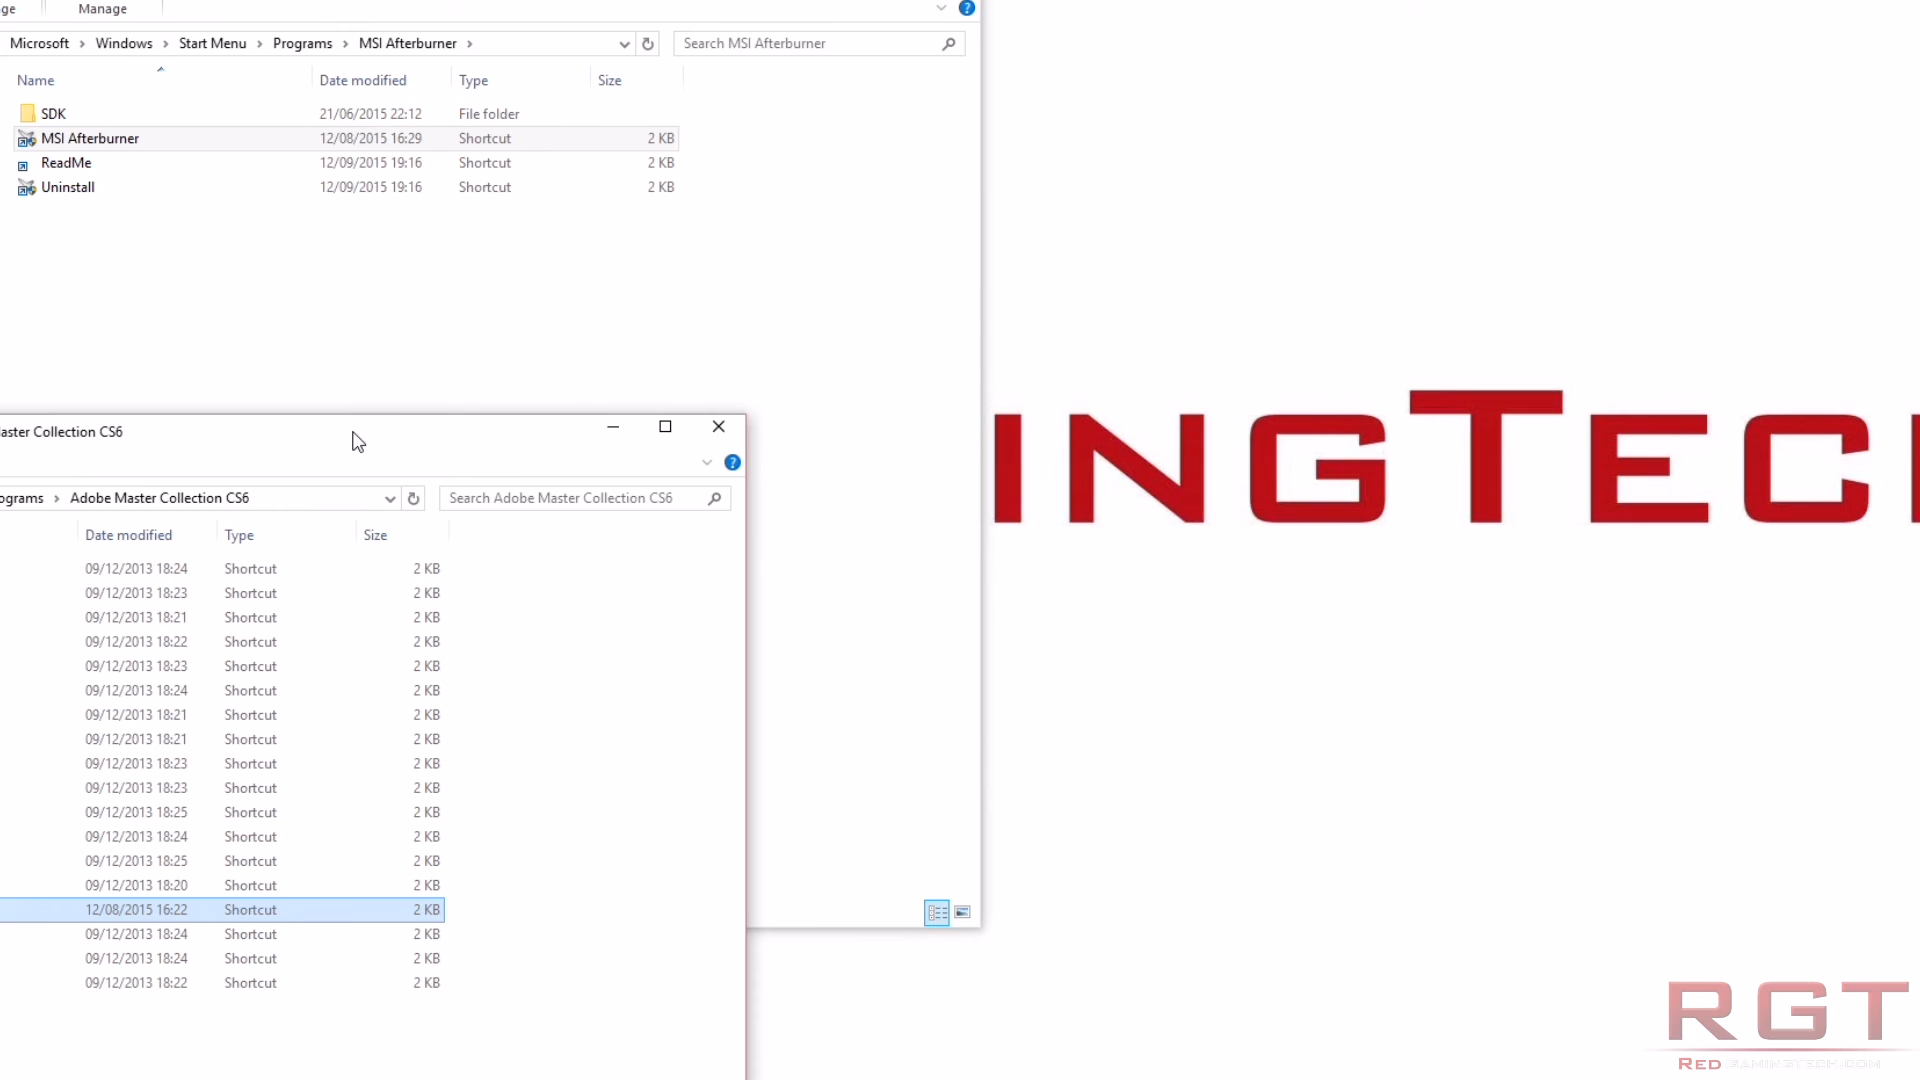 ge
Manage
?
Microsoft > Windows > Start Menu > Programs > MSI Afterburner >
Search MSI Afterburner
Name Date modified Type Size
SDK 21/06/2015 22:12 File folder
MSI Afterburner 12/08/2015 16:29 Shortcut 2 KB
ReadMe 12/09/2015 19:16 Shortcut 2 KB
Uninstall 12/09/2015 19:16 Shortcut 2 KB
INGTEC
aster Collection CS6
?
ograms > Adobe Master Collection CS6
Search Adobe Master Collection CS6
Date modified Type Size
09/12/2013 18:24 Shortcut 2 KB
09/12/2013 18:23 Shortcut 2 KB
09/12/2013 18:21 Shortcut 2 KB
09/12/2013 18:22 Shortcut 2 KB
09/12/2013 18:23 Shortcut 2 KB
09/12/2013 18:24 Shortcut 2 KB
09/12/2013 18:21 Shortcut 2 KB
09/12/2013 18:21 Shortcut 2 KB
09/12/2013 18:23 Shortcut 2 KB
09/12/2013 18:23 Shortcut 2 KB
09/12/2013 18:25 Shortcut 2 KB
09/12/2013 18:24 Shortcut 2 KB
09/12/2013 18:25 Shortcut 2 KB
09/12/2013 18:20 Shortcut 2 KB
12/08/2015 16:22 Shortcut 2 KB
09/12/2013 18:24 Shortcut 2 KB
09/12/2013 18:24 Shortcut 2 KB
09/12/2013 18:22 Shortcut 2 KB
RGT
RED GAMINGTECH.COM